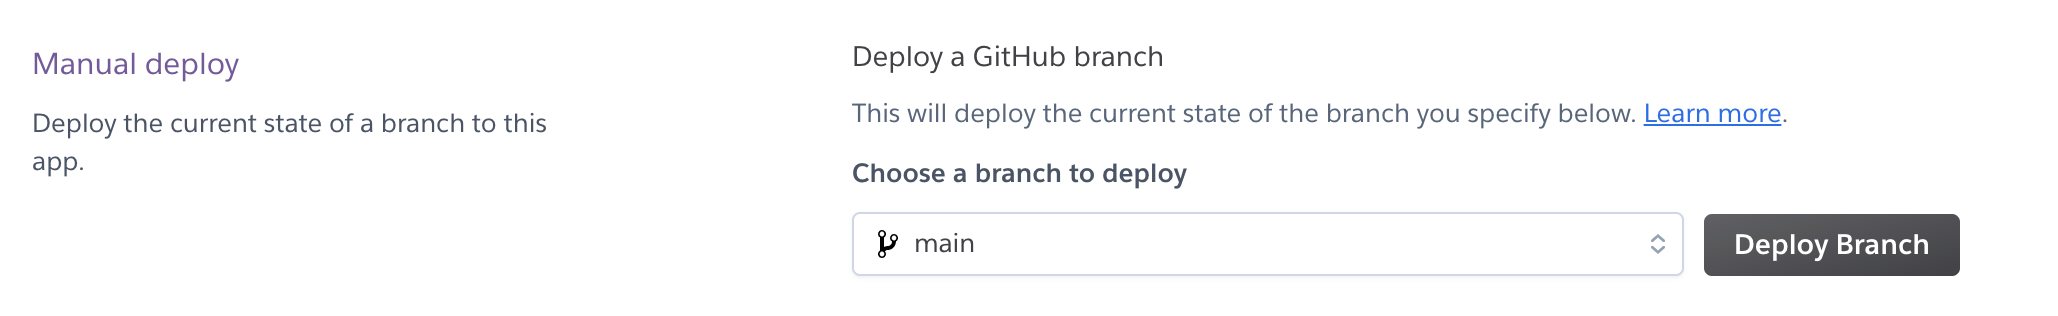 Manual deploy
Deploy the current state of a branch to this
app.
Deploy a GitHub branch
This will deploy the current state of the branch you specify below. Learn more.
Choose a branch to deploy
main
Deploy Branch